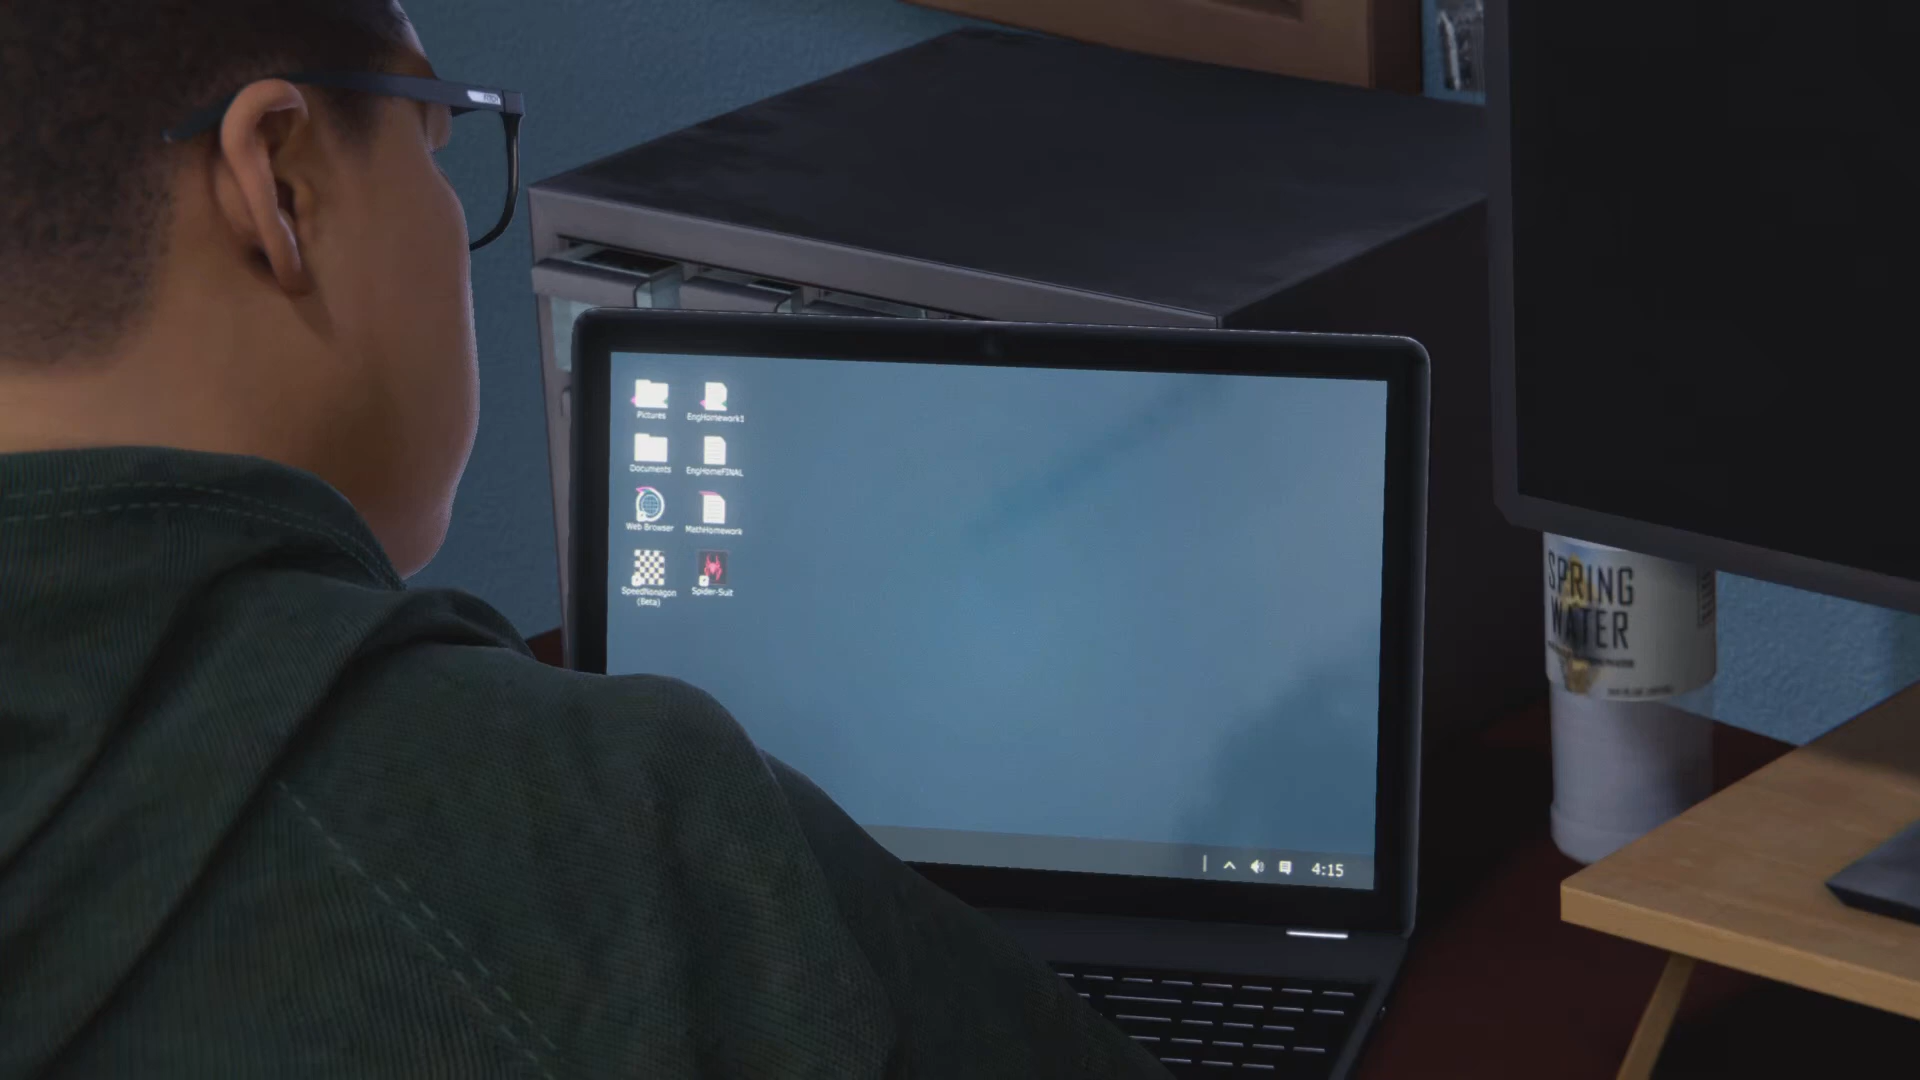 Pictures
EngHomework1
Documents
EngHomeFINAL
Web Browser
MathHomework
SpeedNonagon
(Beta)
Spider-Suit
4:15
SPRING
WATER